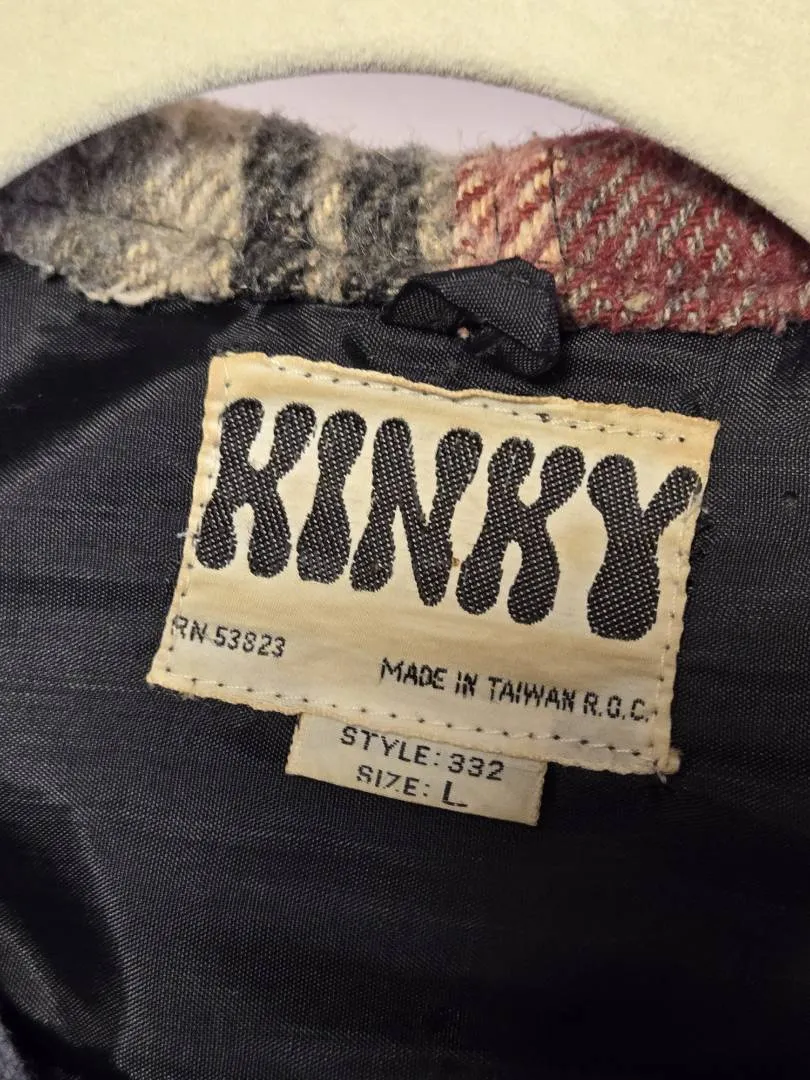 KINKY
RN 53823
MADE IN TAIWAN R.O.C.
STYLE: 332
SIZE: L